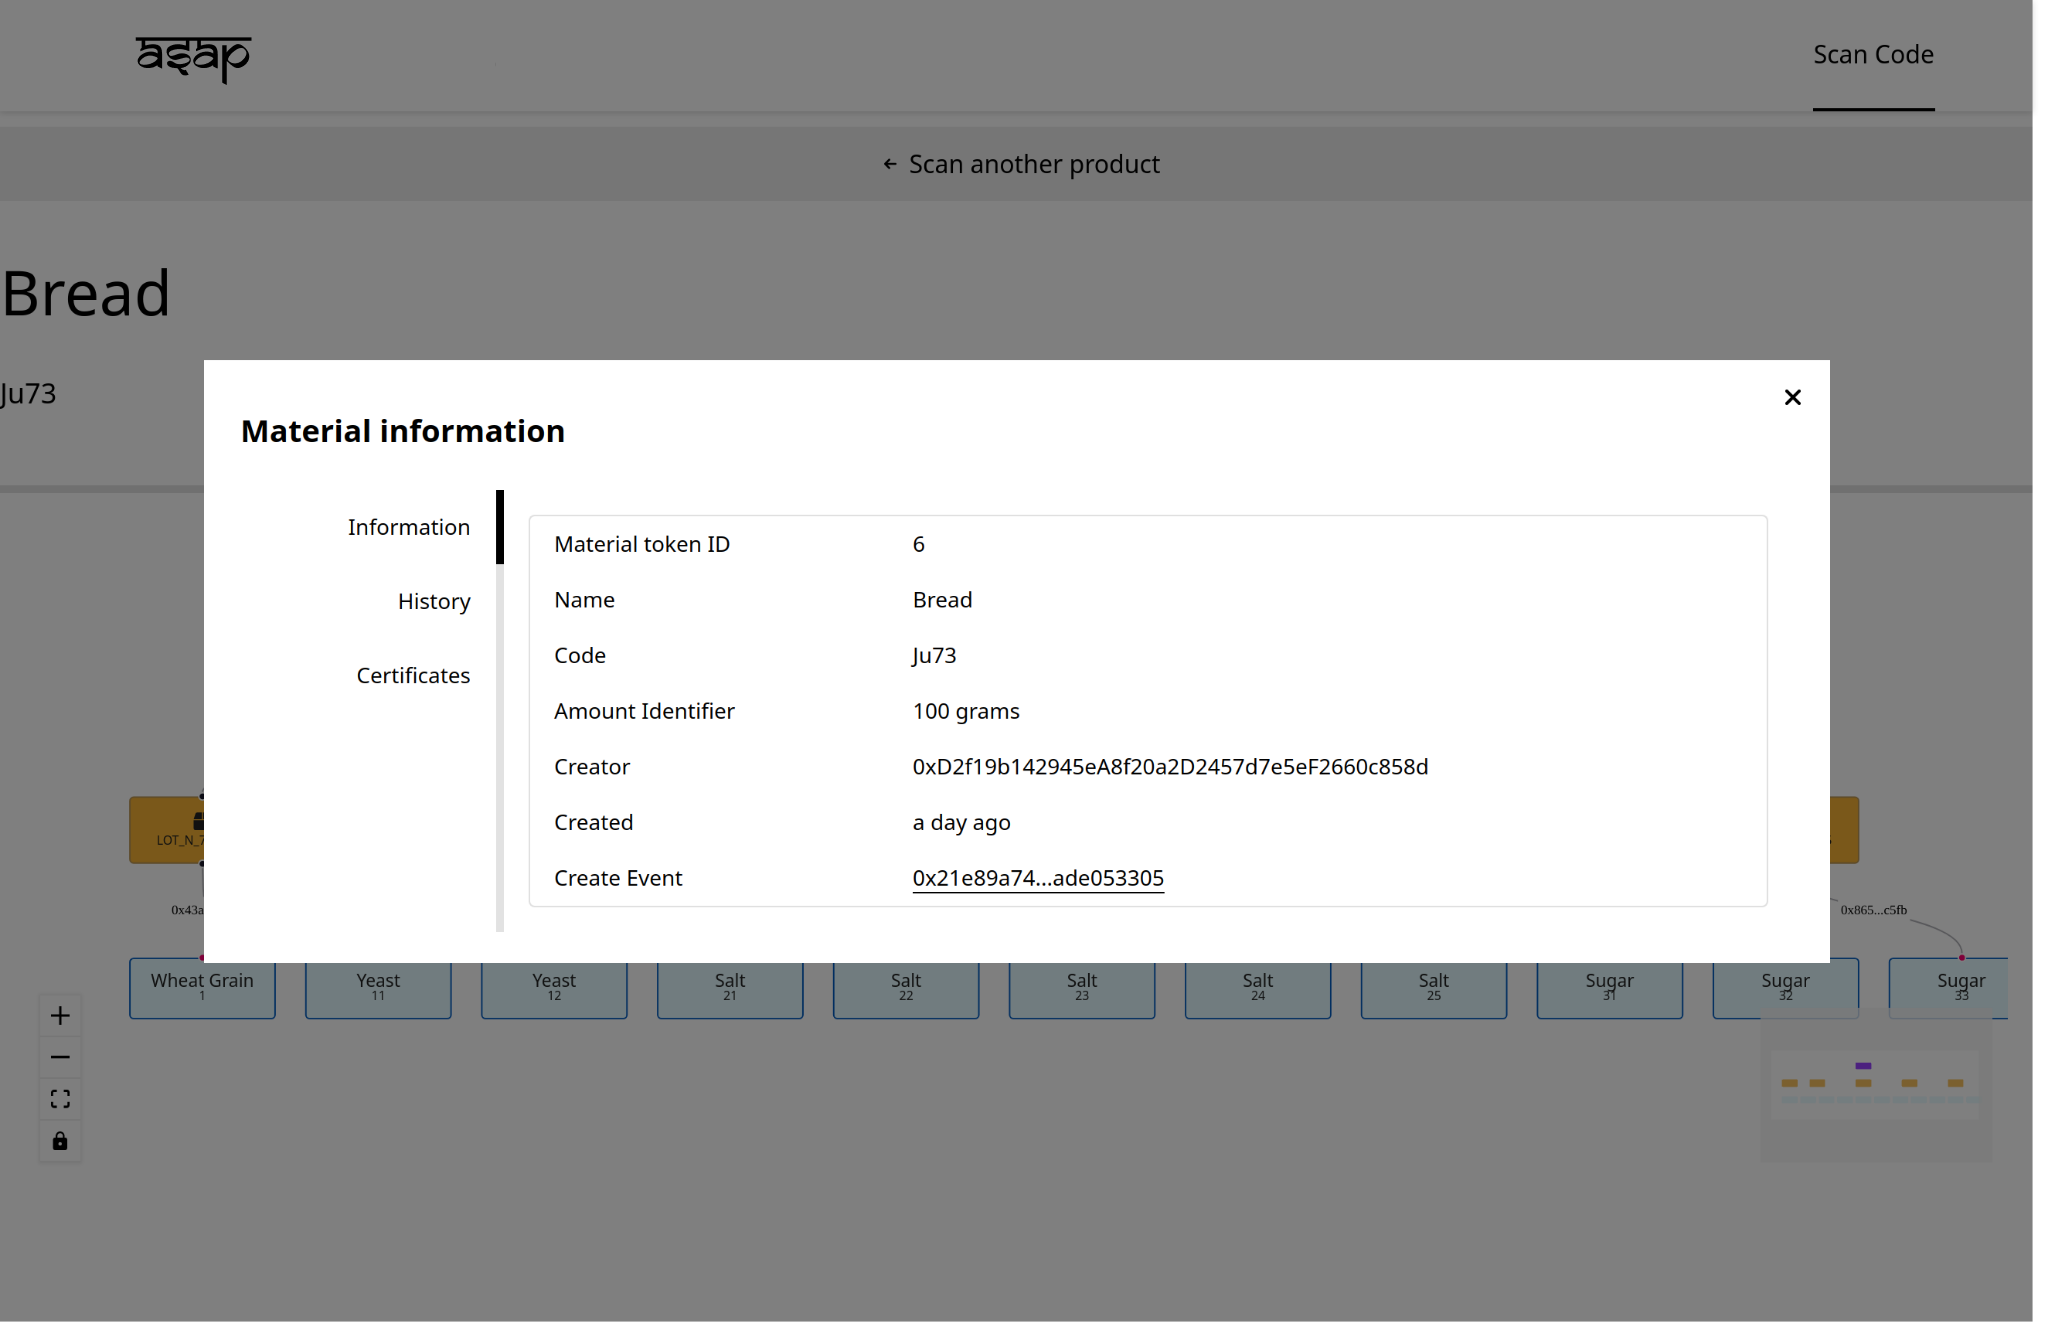 asap
Scan Code
← Scan another product
Bread
Ju73
Material information
Information
History
Certificates
Material token ID 6
Name Bread
Code Ju73
Amount Identifier 100 grams
Creator 0xD2f19b142945eA8f20a2D2457d7e5eF2660c858d
Created a day ago
Create Event 0x21e89a74...ade053305
LOT_N_7
0x43a
0x865...c5fb
Wheat Grain Yeast Yeast Salt Salt Salt Salt Salt Sugar Sugar Sugar
1 11 12 21 22 23 24 25 31 32 33